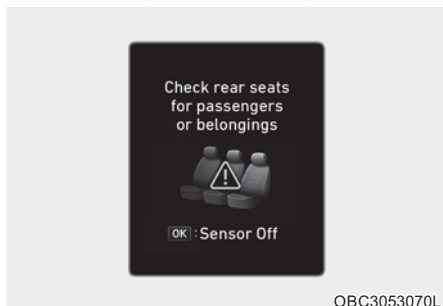 Check rear seats
for passengers
or belongings
OK : Sensor Off
OBC3053070L